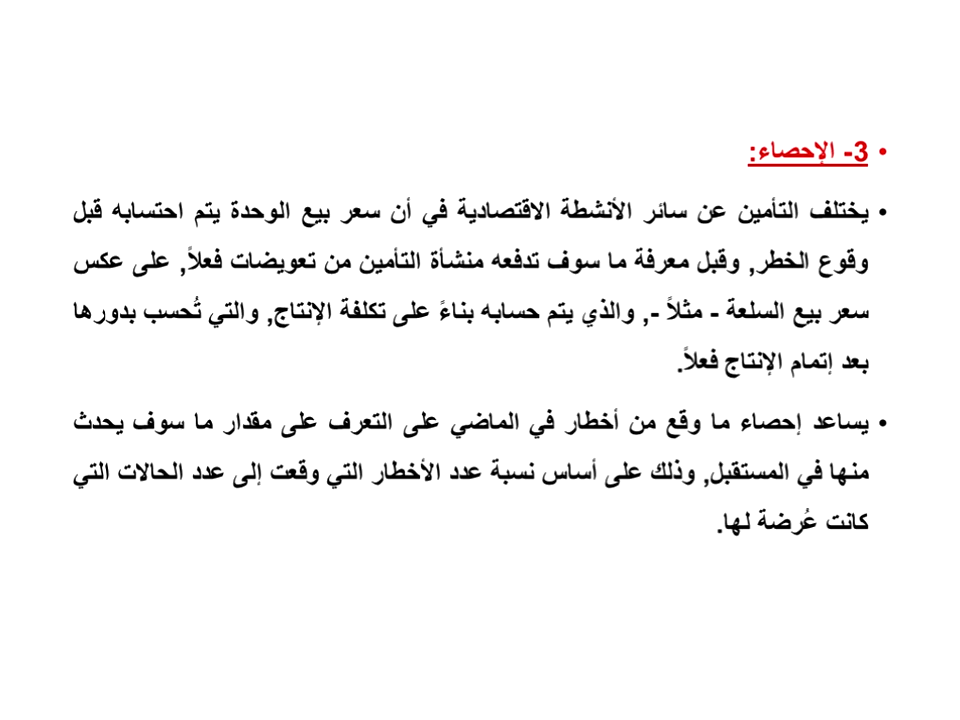 • 3- الإحصاء:
• يختلف التأمين عن سائر الأنشطة الاقتصادية في أن سعر بيع الوحدة يتم احتسابه قبل
وقوع الخطر, وقبل معرفة ما سوف تدفعه منشأة التأمين من تعويضات فعلاً, على عكس
سعر بيع السلعة - مثلاً -, والذي يتم حسابه بناءً على تكلفة الإنتاج, والتي تُحسب بدورها
بعد إتمام الإنتاج فعلاً.
• يساعد إحصاء ما وقع من أخطار في الماضي على التعرف على مقدار ما سوف يحدث
منها في المستقبل, وذلك على أساس نسبة عدد الأخطار التي وقعت إلى عدد الحالات التي
كانت عُرضة لها.